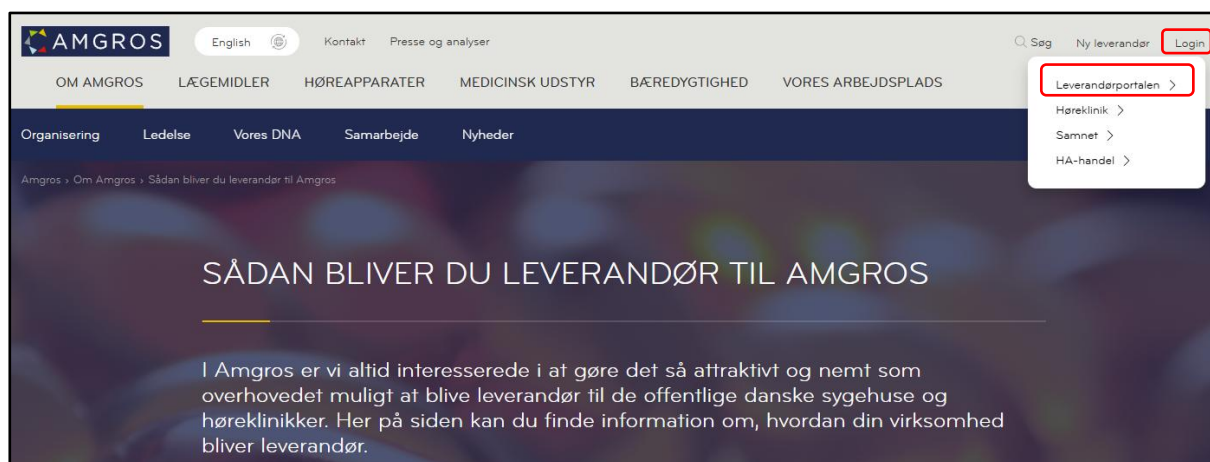 AMGROS
English
Kontakt
Presse og analyser
Søg
Ny leverandør
Login
OM AMGROS
LÆGEMIDLER
HØREAPPARATER
MEDICINSK UDSTYR
BÆREDYGTIGHED
VORES ARBEJDSPLADS
Leverandørportalen >
Høreklinik >
Samnet >
HA-handel >
Organisering
Ledelse
Vores DNA
Samarbejde
Nyheder
Amgros › Om Amgros › Sådan bliver du leverandør til Amgros
SÅDAN BLIVER DU LEVERANDØR TIL AMGROS
I Amgros er vi altid interesserede i at gøre det så attraktivt og nemt som
overhovedet muligt at blive leverandør til de offentlige danske sygehuse og
høreklinikker. Her på siden kan du finde information om, hvordan din virksomhed
bliver leverandør.